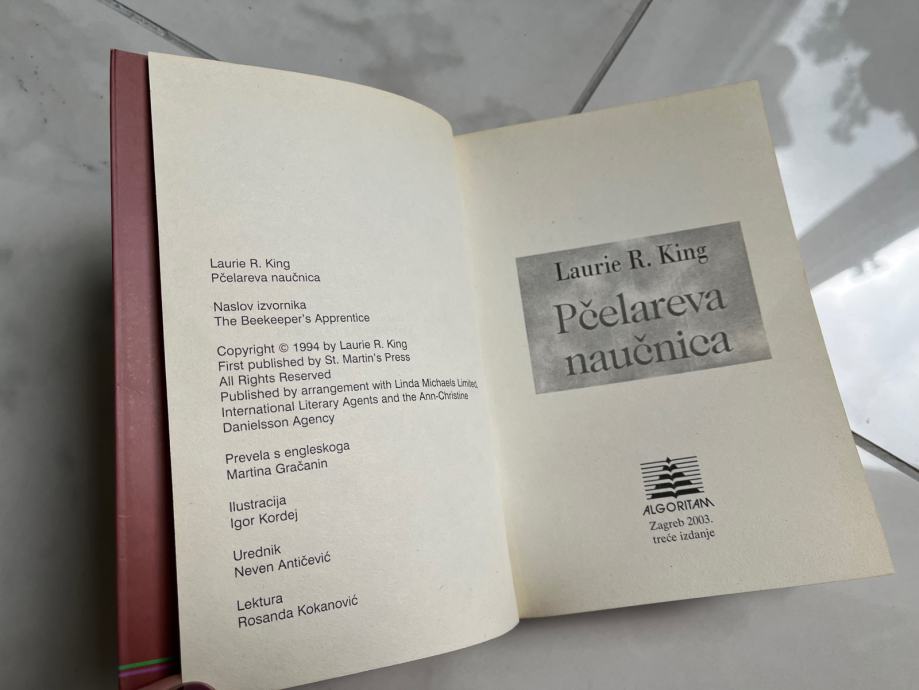 Laurie R. King
Pčelareva naučnica
Naslov izvornika
The Beekeeper's Apprentice
Copyright © 1994 by Laurie R. King
First published by St. Martin's Press
All Rights Reserved
Published by arrangement with Linda Michaels Limited,
International Literary Agents and the Ann-Christine
Danielsson Agency
Prevela s engleskoga
Martina Gračanin
Ilustracija
Igor Kordej
Urednik
Neven Antičević
Lektura
Rosanda Kokanović
Laurie R. King
Pčelareva
naučnica
ALGORITAM
Zagreb 2003.
treće izdanje